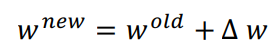 w^{new} = w^{old} + Δ w